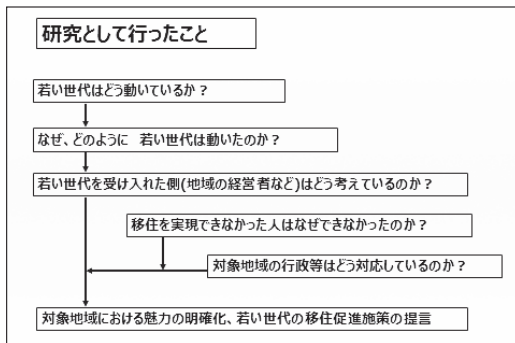 研究として行ったこと
若い世代はどう動いているか？
なぜ、どのように　若い世代は動いたのか？
若い世代を受け入れた側(地域の経営者など)はどう考えているのか？
移住を実現できなかった人はなぜできなかったのか？
対象地域の行政等はどう対応しているのか？
対象地域における魅力の明確化、若い世代の移住促進施策の提言